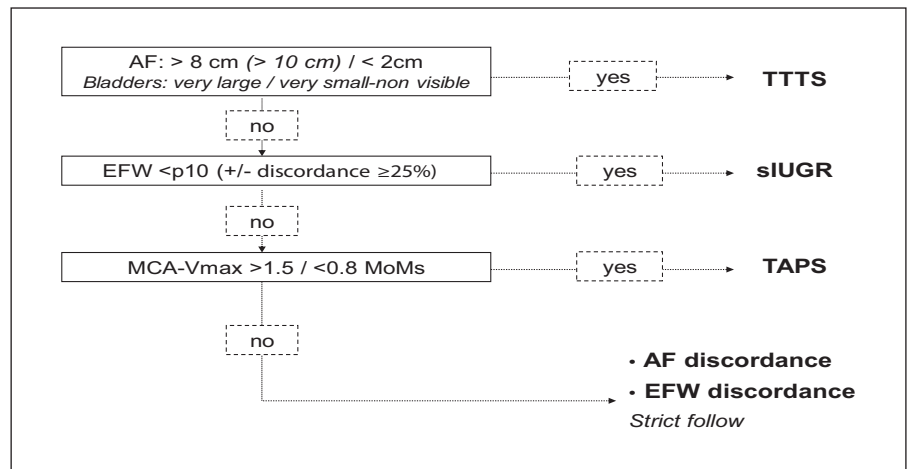 AF: > 8 cm (> 10 cm) / < 2cm
Bladders: very large / very small-non visible
yes
TTTS
no
EFW <p10 (+/- discordance ≥25%)
yes
sIUGR
no
MCA-Vmax >1.5 / <0.8 MoMs
yes
TAPS
no
• AF discordance
• EFW discordance
Strict follow